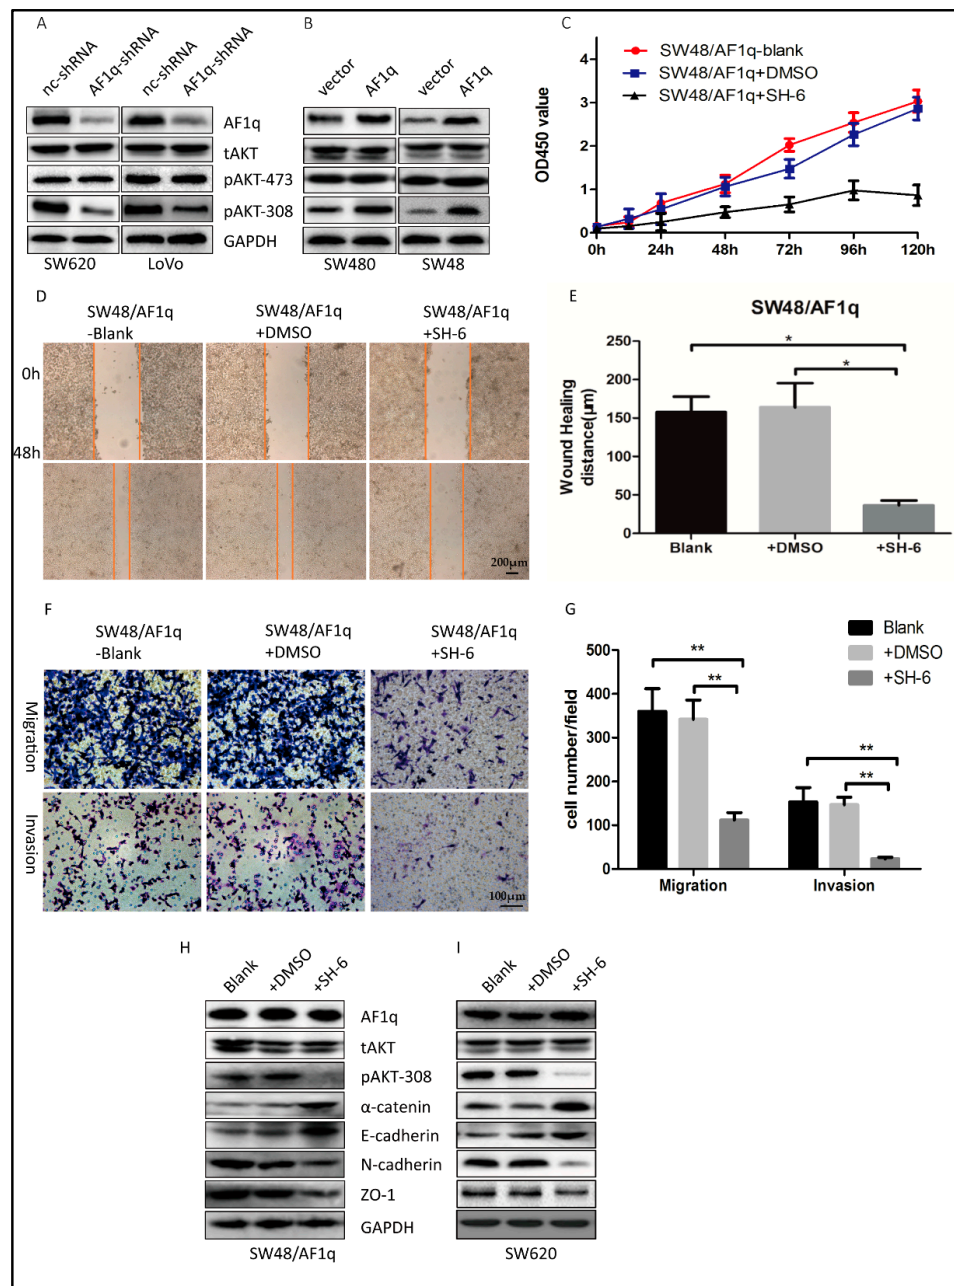 A
nc-shRNA
AF1q-shRNA
nc-shRNA
AF1q-shRNA
B
vector
AF1q
vector
AF1q
AF1q
tAKT
pAKT-473
pAKT-308
GAPDH
SW620
LoVo
SW480
SW48
C
SW48/AF1q-blank
SW48/AF1q+DMSO
SW48/AF1q+SH-6
OD450 value
4
3
2
1
0
0h
24h
48h
72h
96h
120h
D
SW48/AF1q
-Blank
SW48/AF1q
+DMSO
SW48/AF1q
+SH-6
0h
48h
200μm
E
SW48/AF1q
Wound Healing
distance(μm)
250
200
150
100
50
0
*
*
Blank
+DMSO
+SH-6
F
SW48/AF1q
-Blank
SW48/AF1q
+DMSO
SW48/AF1q
+SH-6
Migration
Invasion
100μm
G
Blank
+DMSO
+SH-6
cell number/field
500
400
300
200
100
0
**
**
**
**
Migration
Invasion
H
Blank
+DMSO
+SH-6
I
Blank
+DMSO
+SH-6
AF1q
tAKT
pAKT-308
α-catenin
E-cadherin
N-cadherin
ZO-1
GAPDH
SW48/AF1q
SW620